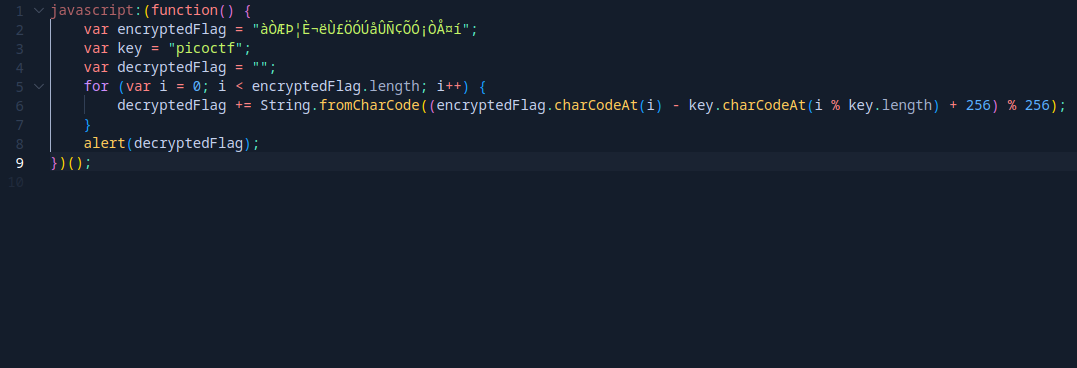 1 javascript:(function() {
2     var encryptedFlag = "àÒÆÞ¦È¬ëÙ£ÖÓÚåÛÑ¢ÕÓ¡ÒÅ¤í";
3     var key = "picoctf";
4     var decryptedFlag = "";
5     for (var i = 0; i < encryptedFlag.length; i++) {
6         decryptedFlag += String.fromCharCode((encryptedFlag.charCodeAt(i) - key.charCodeAt(i % key.length) + 256) % 256);
7     }
8     alert(decryptedFlag);
9 })();
10